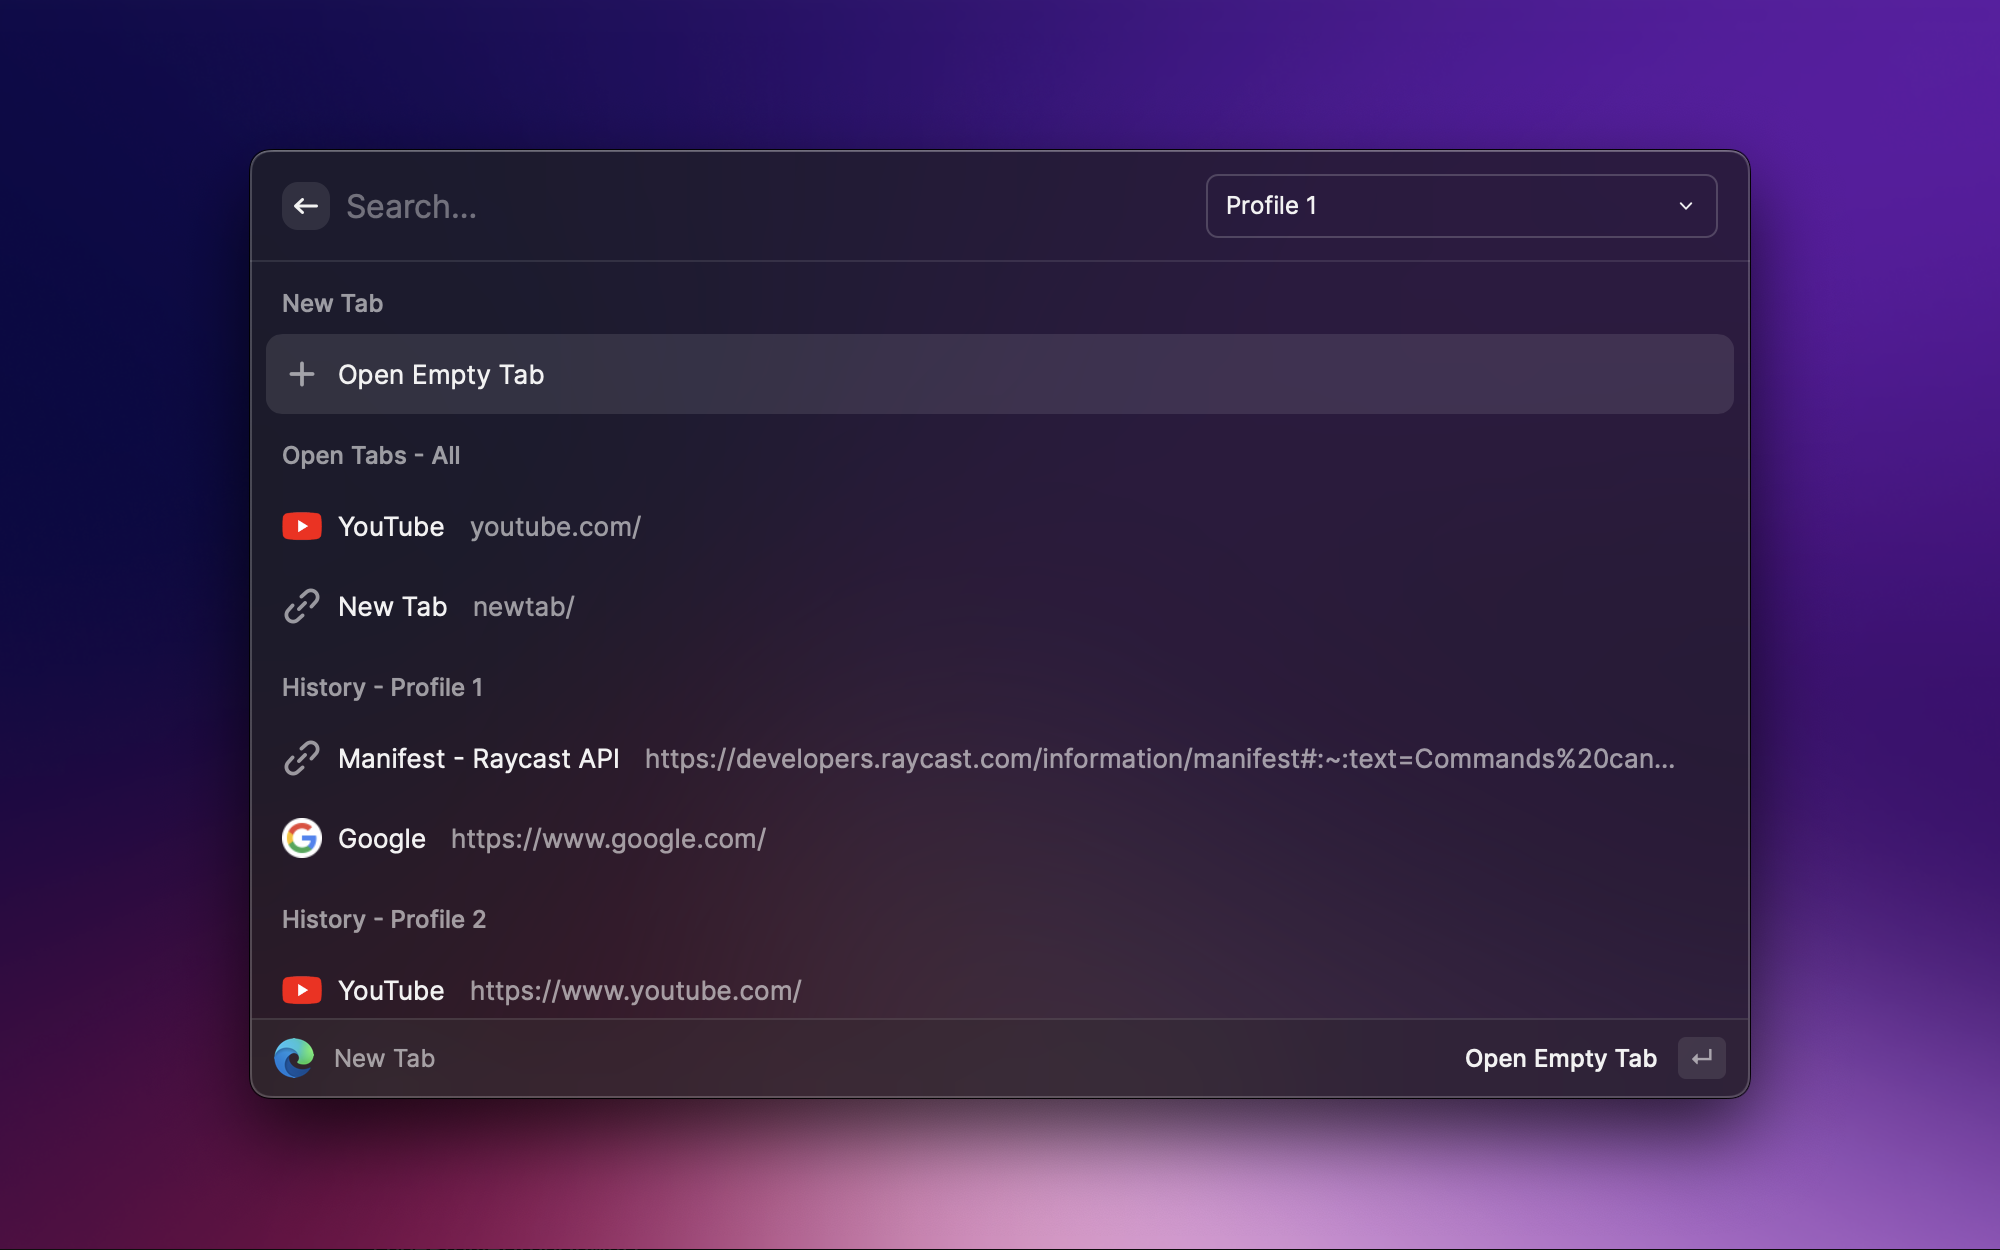 Search...
Profile 1
New Tab
Open Empty Tab
Open Tabs - All
YouTube youtube.com/
New Tab newtab/
History - Profile 1
Manifest - Raycast API https://developers.raycast.com/information/manifest#:~:text=Commands%20can...
Google https://www.google.com/
History - Profile 2
YouTube https://www.youtube.com/
New Tab
Open Empty Tab